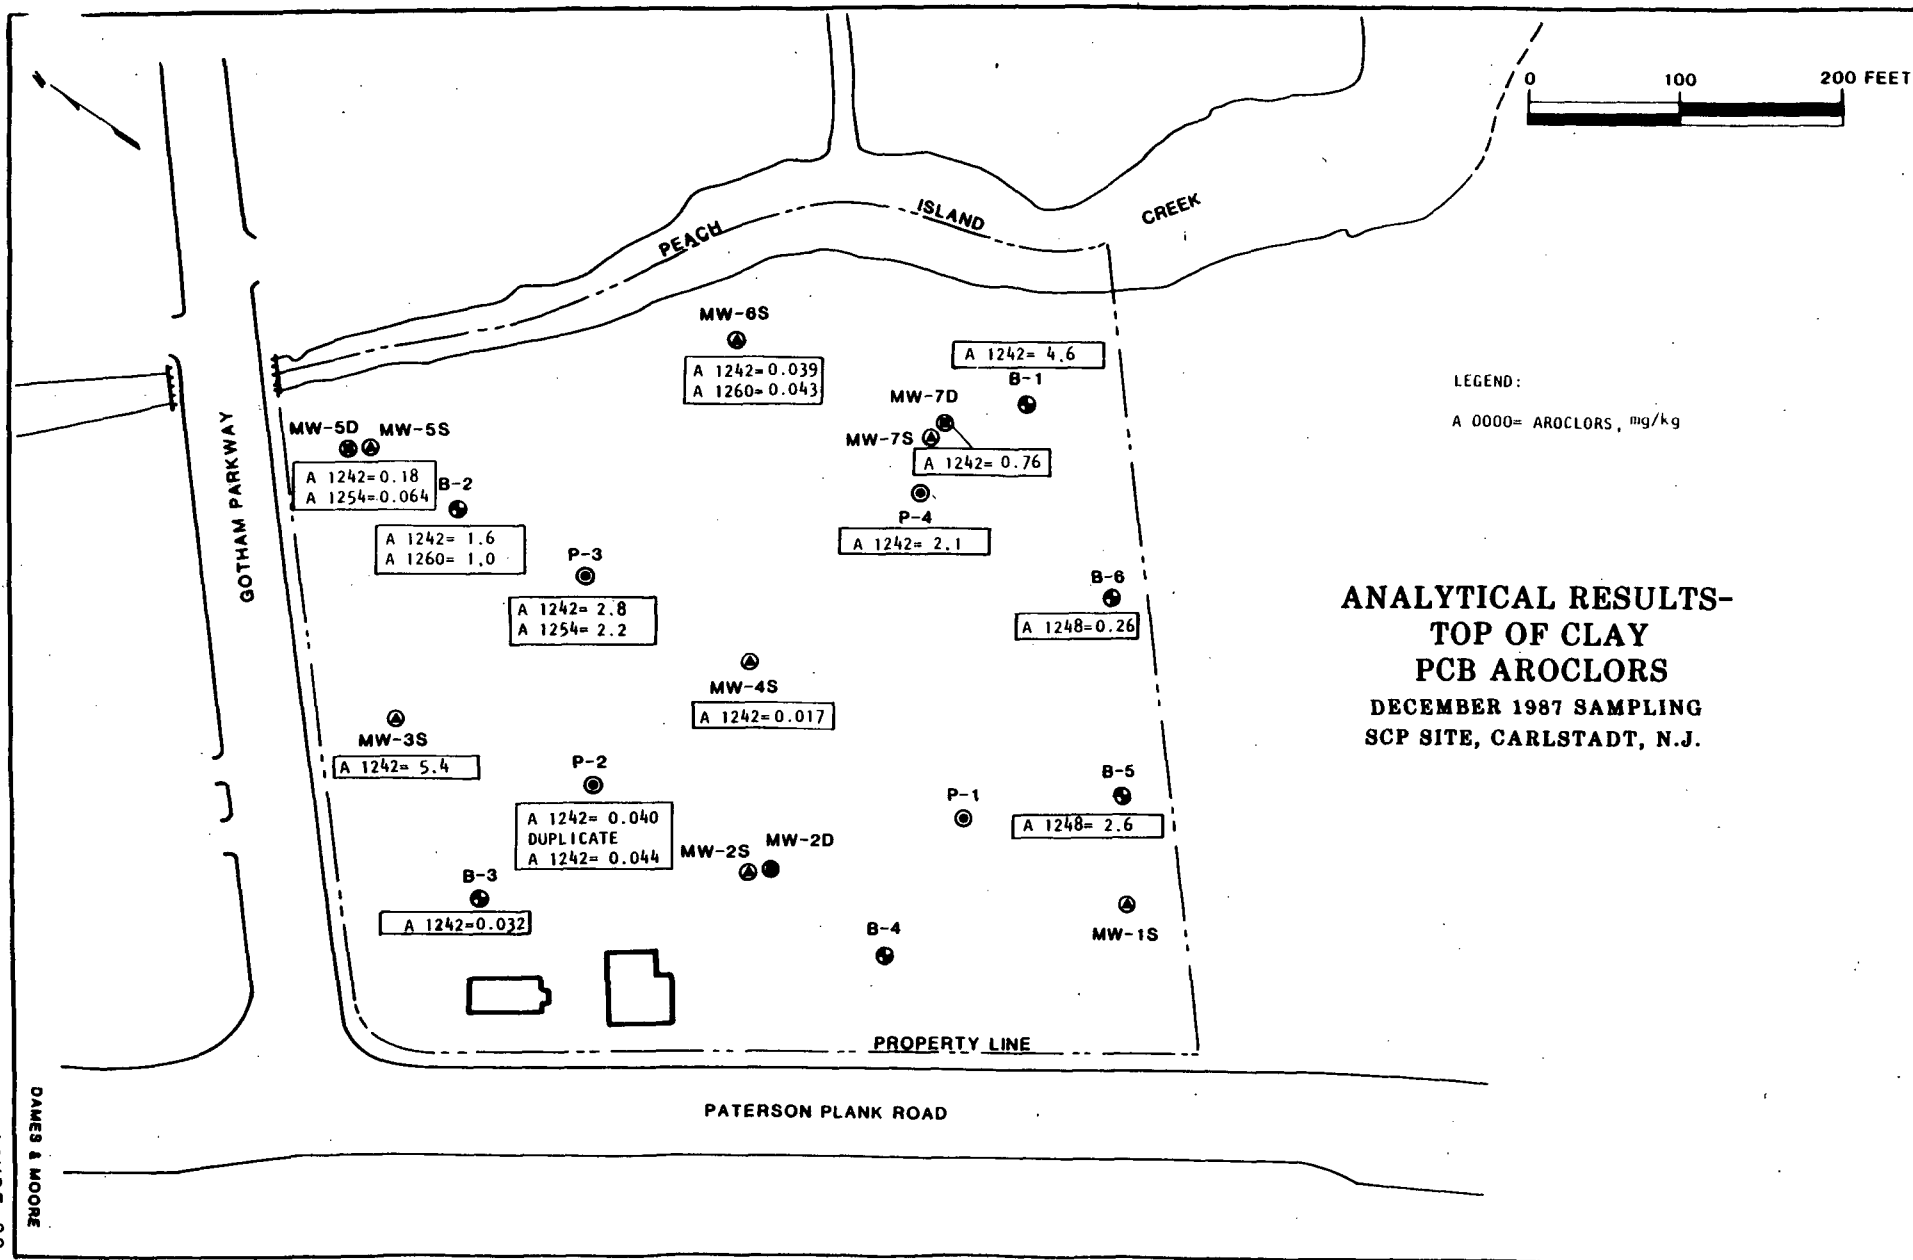 0 100 200 FEET
PEACH ISLAND CREEK
MW-6S
A 1242= 0.039
A 1260= 0.043
A 1242= 4.6
B-1
MW-7D
MW-7S
A 1242= 0.76
P-4
A 1242= 2.1
LEGEND:
A 0000= AROCLORS, mg/kg
MW-5D MW-5S
A 1242=0.18
A 1254=0.064
B-2
A 1242= 1.6
A 1260= 1.0
GOTHAM PARKWAY
P-3
A 1242= 2.8
A 1254= 2.2
B-6
A 1248=0.26
ANALYTICAL RESULTS-
TOP OF CLAY
PCB AROCLORS
DECEMBER 1987 SAMPLING
SCP SITE, CARLSTADT, N.J.
MW-4S
A 1242=0.017
MW-3S
A 1242= 5.4
P-2
A 1242= 0.040
DUPLICATE
A 1242= 0.044
MW-2S MW-2D
P-1
B-5
A 1248= 2.6
B-3
A 1242=0.032
B-4
MW-1S
PROPERTY LINE
PATERSON PLANK ROAD
DAMES & MOORE